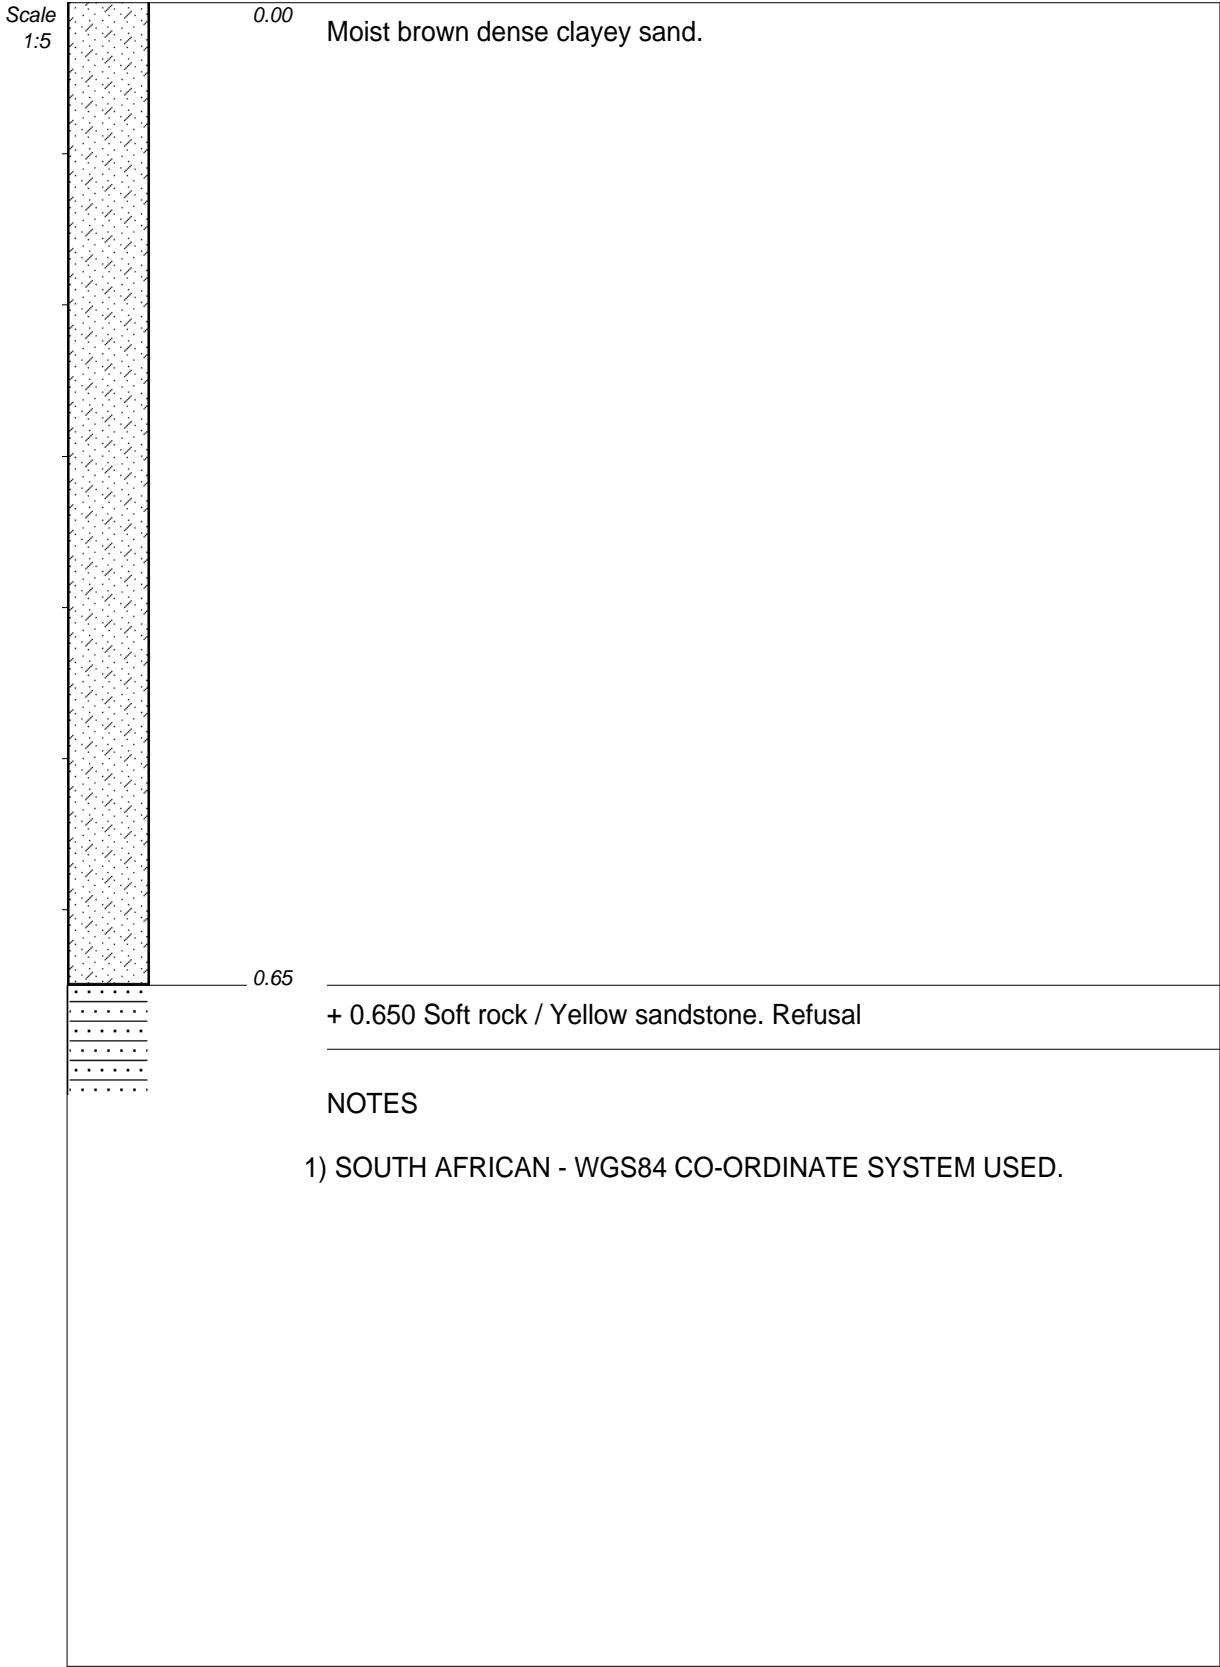 Scale
1:5
0.00
Moist brown dense clayey sand.
0.65
+ 0.650 Soft rock / Yellow sandstone. Refusal
NOTES
1) SOUTH AFRICAN - WGS84 CO-ORDINATE SYSTEM USED.